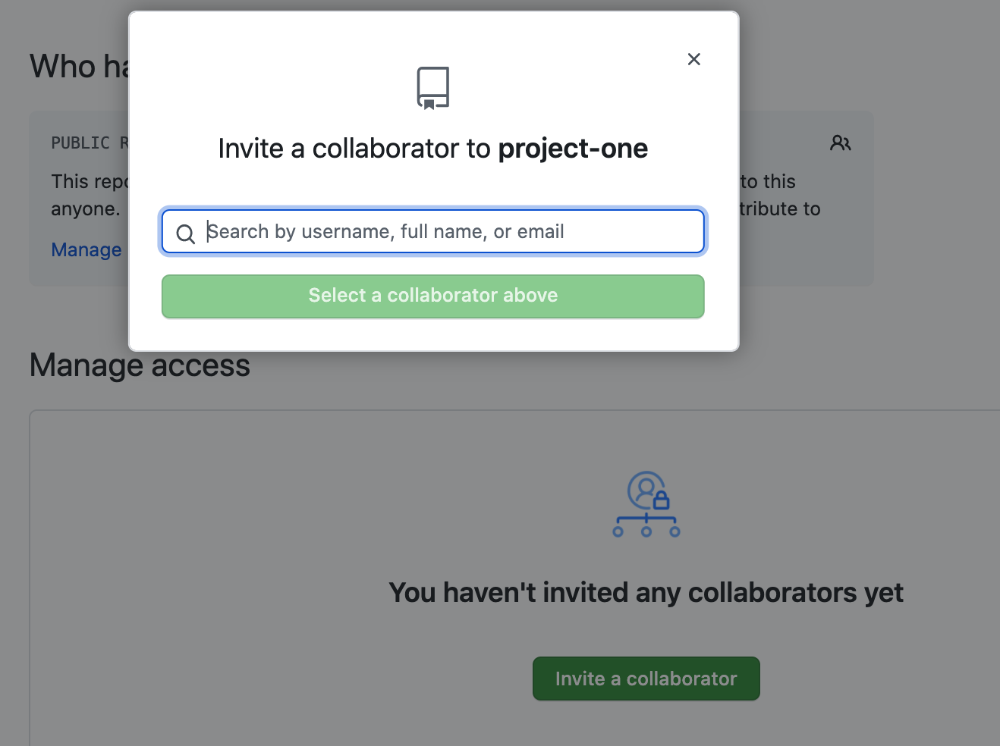 Who ha
Invite a collaborator to project-one
PUBLIC R
This repo
to this
anyone.
tribute to
Manage
Search by username, full name, or email
Select a collaborator above
Manage access
You haven't invited any collaborators yet
Invite a collaborator